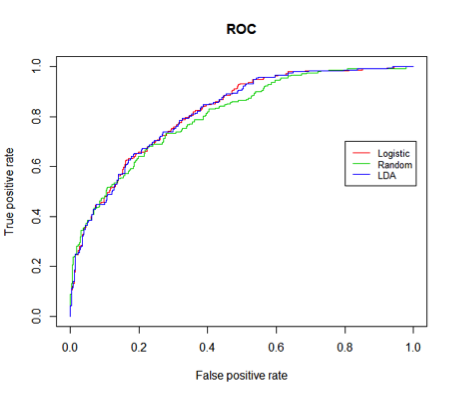 ROC
True positive rate
1.0
0.8
0.6
0.4
0.2
0.0
Logistic
Random
LDA
0.0 0.2 0.4 0.6 0.8 1.0
False positive rate